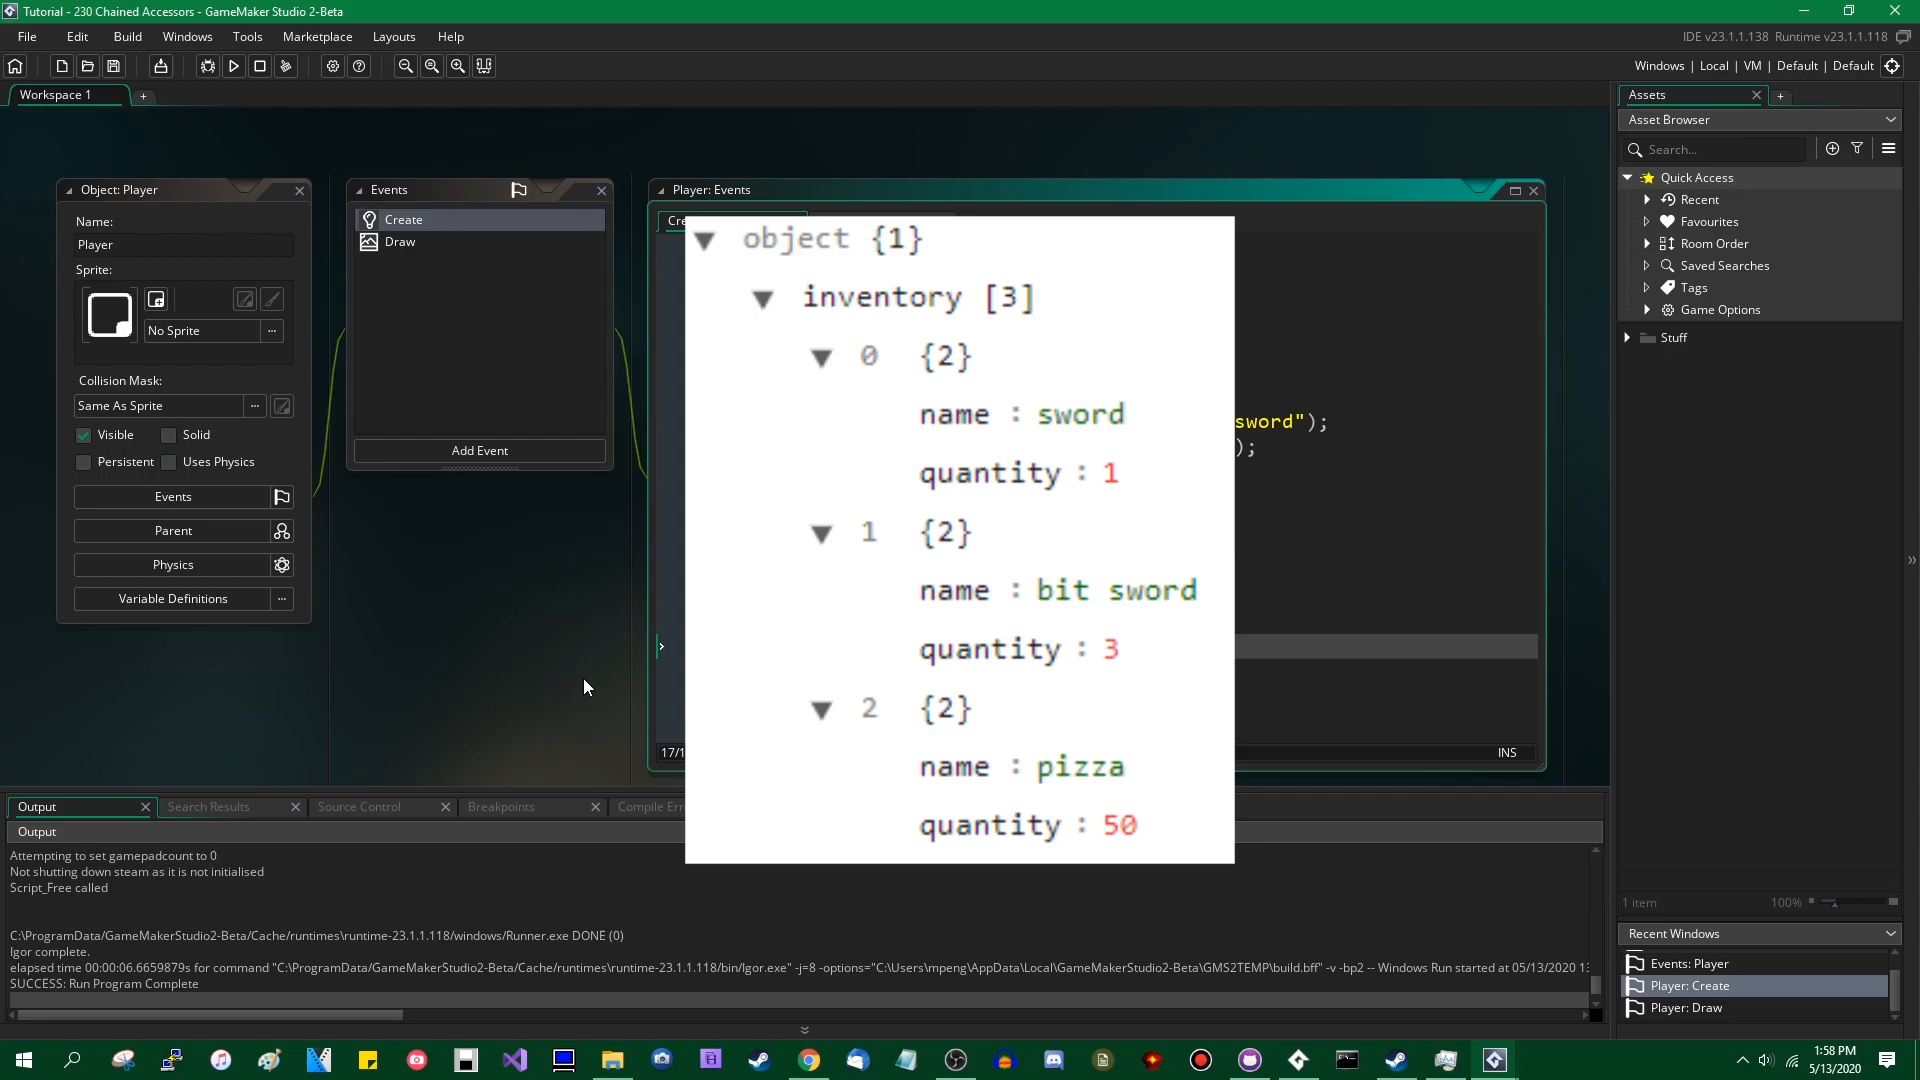 Tutorial - 230 Chained Accessors - GameMaker Studio 2-Beta
File Edit Build Windows Tools Marketplace Layouts Help
IDE v23.1.1.138 Runtime v23.1.1.118
Windows | Local | VM | Default | Default
Workspace 1
Object: Player
Name:
Player
Sprite:
No Sprite
Collision Mask:
Same As Sprite
Visible Solid
Persistent Uses Physics
Events
Parent
Physics
Variable Definitions
Events
Create
Draw
Add Event
Player: Events
Cre
sword");
);
17/1
INS
object {1}
inventory [3]
0 {2}
name : sword
quantity : 1
1 {2}
name : bit sword
quantity : 3
2 {2}
name : pizza
quantity : 50
Assets
Asset Browser
Search...
Quick Access
Recent
Favourites
Room Order
Saved Searches
Tags
Game Options
Stuff
1 item 100%
Recent Windows
Events: Player
Player: Create
Player: Draw
Output Search Results Source Control Breakpoints Compile Err
Output
Attempting to set gamepadcount to 0
Not shutting down steam as it is not initialised
Script_Free called
C:\ProgramData/GameMakerStudio2-Beta/Cache/runtimes\runtime-23.1.1.118/windows/Runner.exe DONE (0)
Igor complete.
elapsed time 00:00:06.6659879s for command "C:\ProgramData/GameMakerStudio2-Beta/Cache/runtimes\runtime-23.1.1.118/bin/Igor.exe" -j=8 -options="C:\Users\mpeng\AppData\Local\GameMakerStudio2-Beta\GMS2TEMP\build.bff" -v -bp2 -- Windows Run started at 05/13/2020 13
SUCCESS: Run Program Complete
1:58 PM
5/13/2020